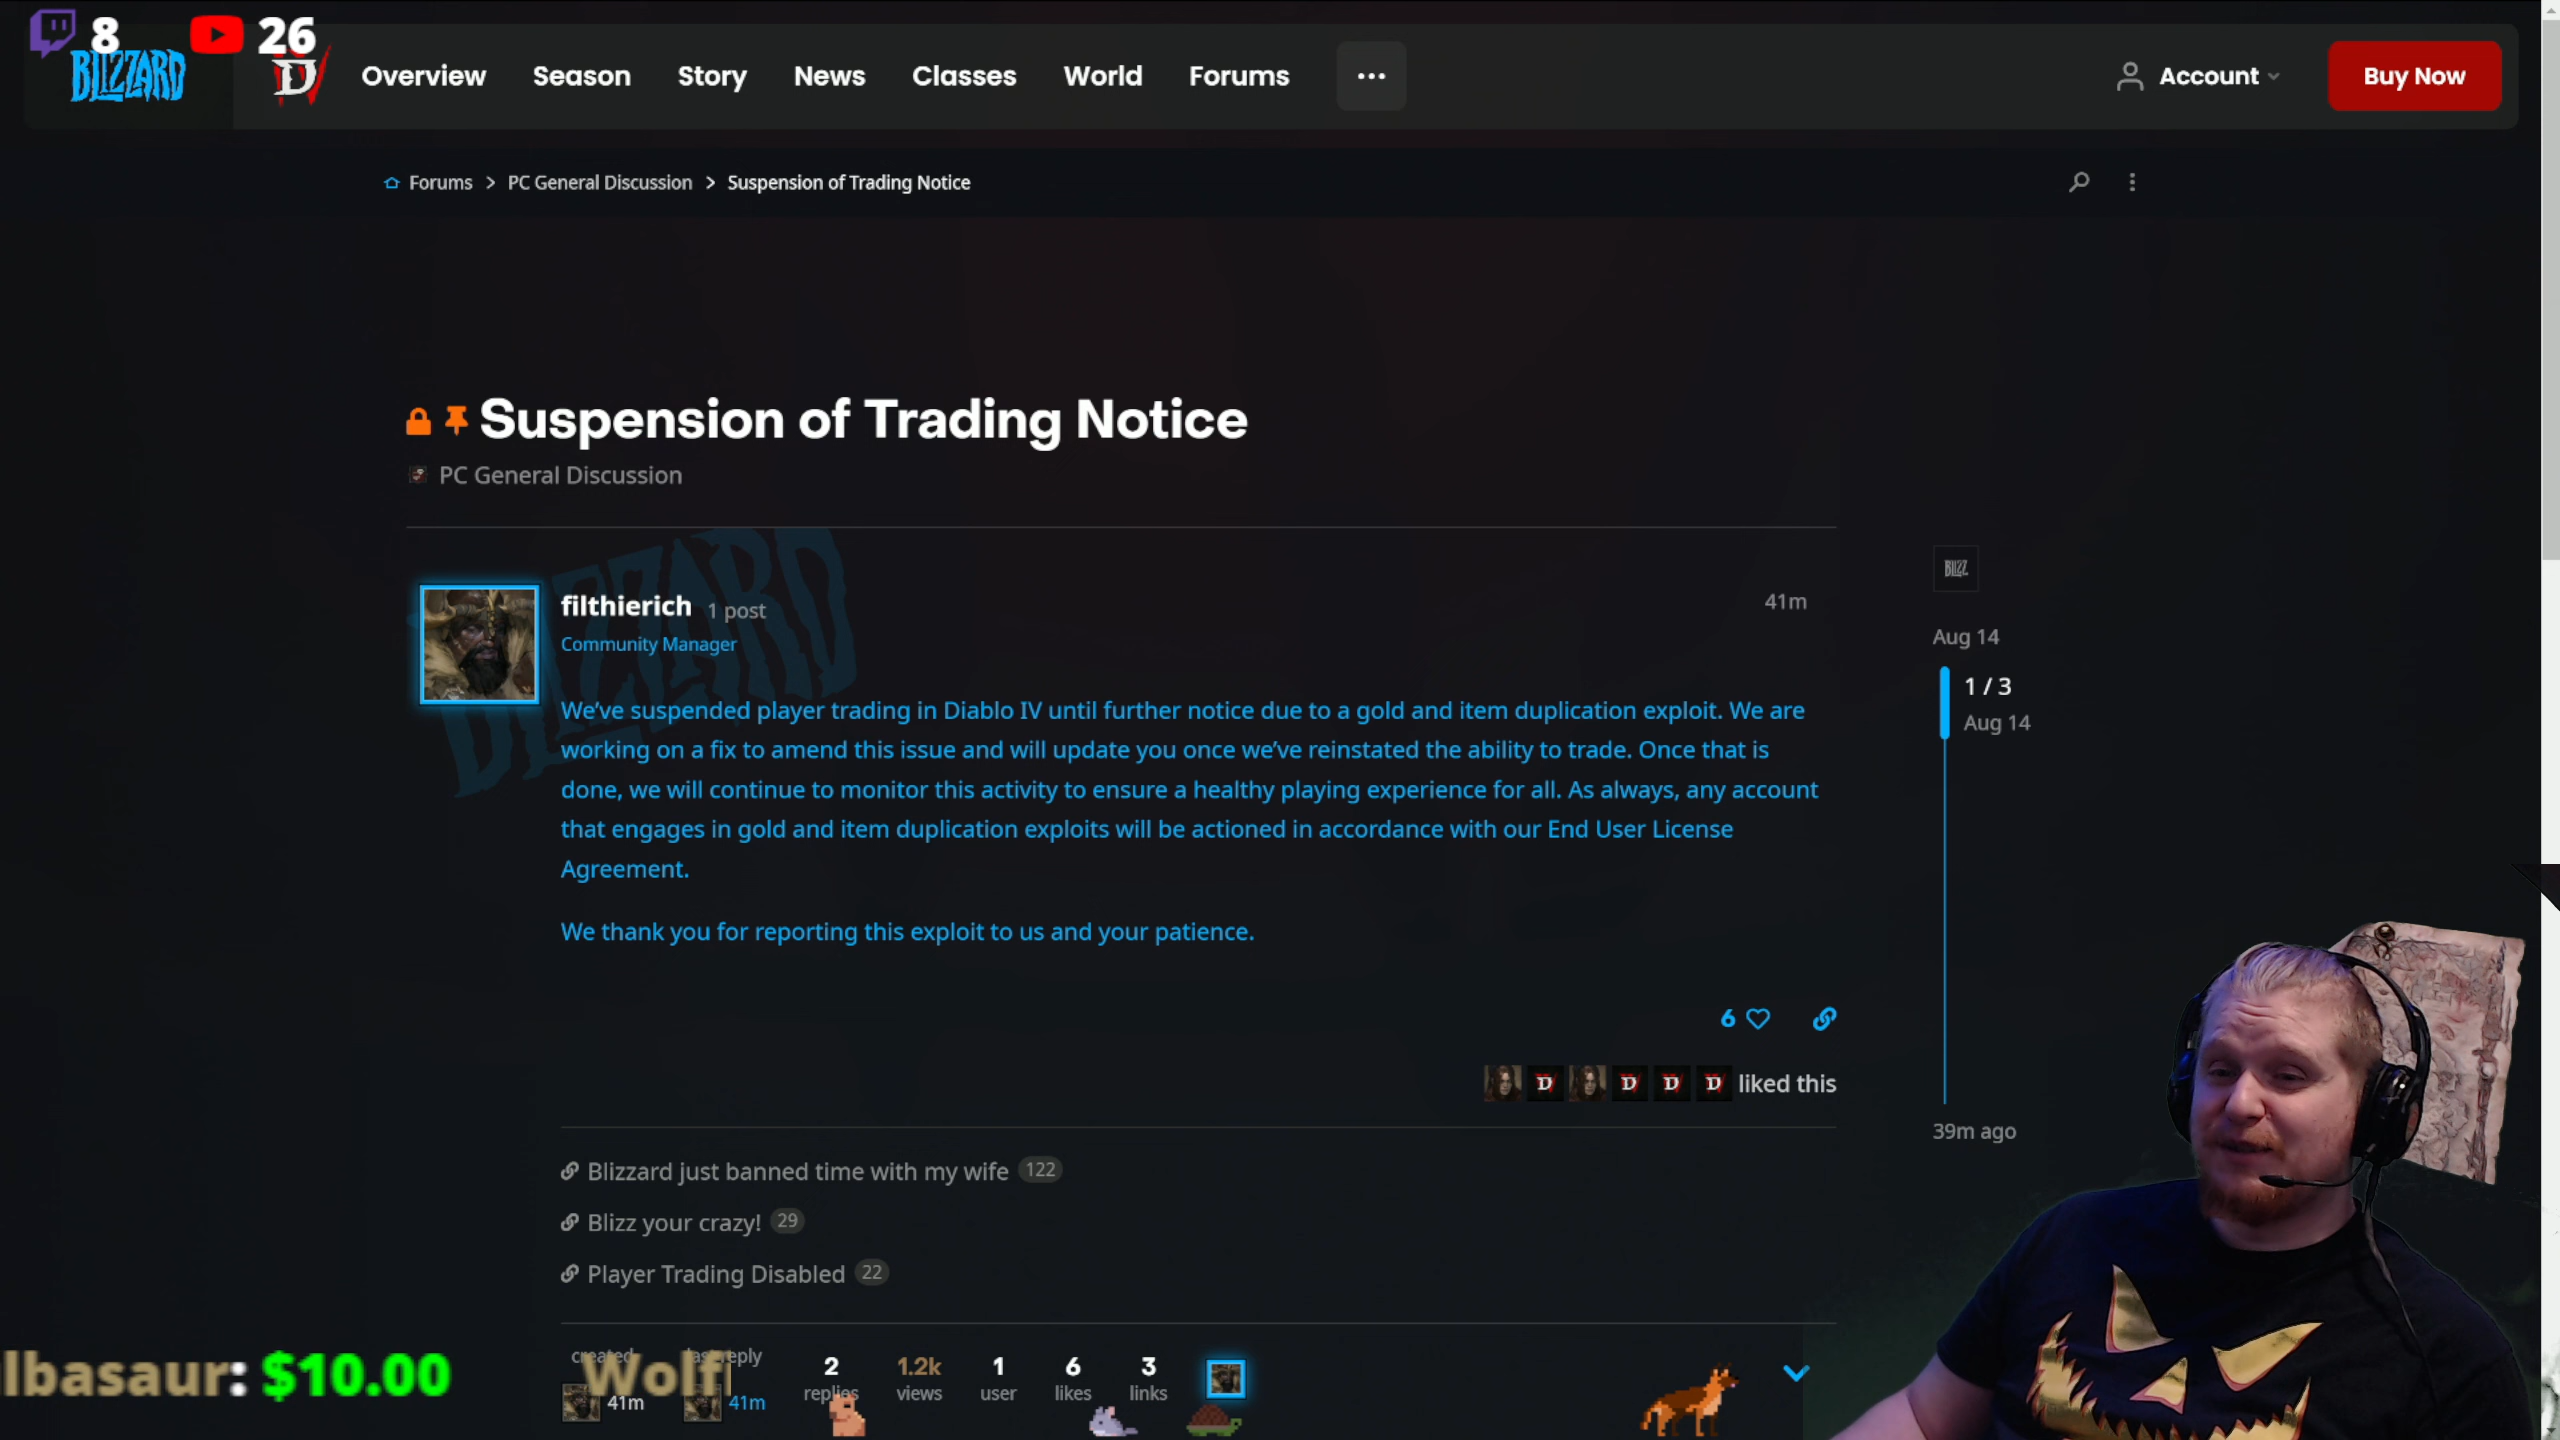 8 26
BLIZZARD
D Overview Season Story News Classes World Forums ••• Account Buy Now
Forums > PC General Discussion > Suspension of Trading Notice
Suspension of Trading Notice
PC General Discussion
BLIZZARD
filthierich 1 post 41m
Community Manager
We've suspended player trading in Diablo IV until further notice due to a gold and item duplication exploit. We are
working on a fix to amend this issue and will update you once we've reinstated the ability to trade. Once that is
done, we will continue to monitor this activity to ensure a healthy playing experience for all. As always, any account
that engages in gold and item duplication exploits will be actioned in accordance with our End User License
Agreement.
We thank you for reporting this exploit to us and your patience.
6
D D D D liked this
BLIZZ
Aug 14
1 / 3
Aug 14
39m ago
Blizzard just banned time with my wife 122
Blizz your crazy! 29
Player Trading Disabled 22
created last reply 2 1.2k 1 6 3
41m 41m replies views user likes links
lbasaur: $10.00 Wolf